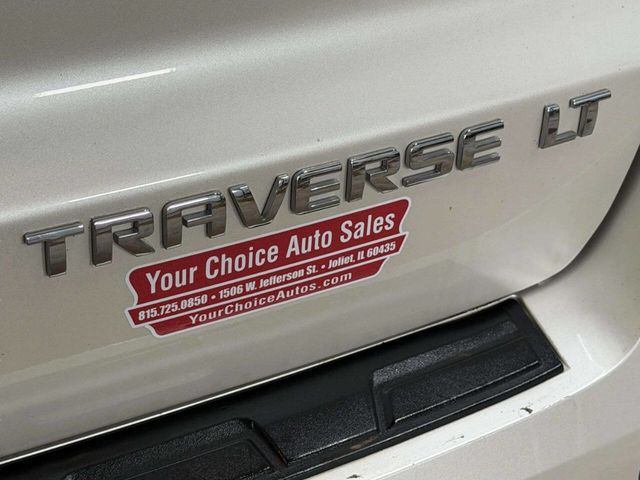 TRAVERSE LT
Your Choice Auto Sales
815.725.0850 • 1506 W. Jefferson St. • Joliet, IL 60435
YourChoiceAutos.com